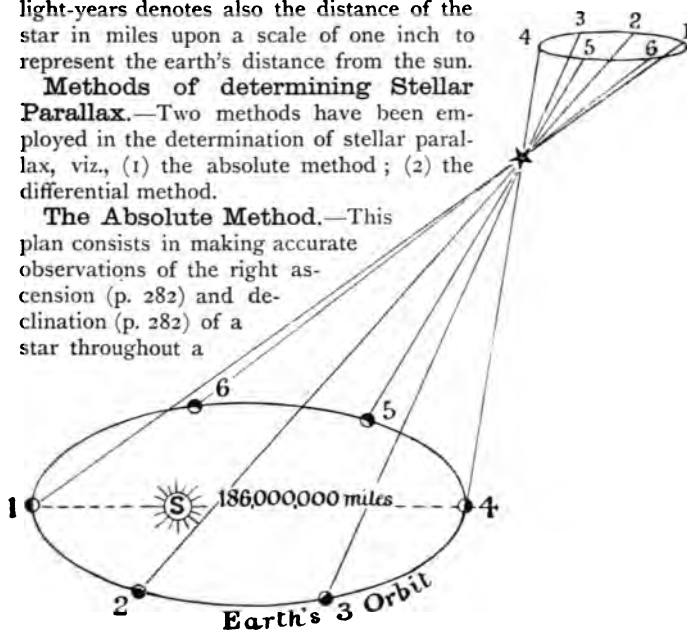 light-years denotes also the distance of the
star in miles upon a scale of one inch to
represent the earth's distance from the sun.
Methods of determining Stellar
Parallax.—Two methods have been em-
ployed in the determination of stellar paral-
lax, viz., (1) the absolute method ; (2) the
differential method.
The Absolute Method.—This
plan consists in making accurate
observations of the right as-
cension (p. 282) and de-
clination (p. 282) of a
star throughout a
3 2 1
4 5 6
6
5
1 S 186,000,000 miles 4
2 3
Earth's Orbit